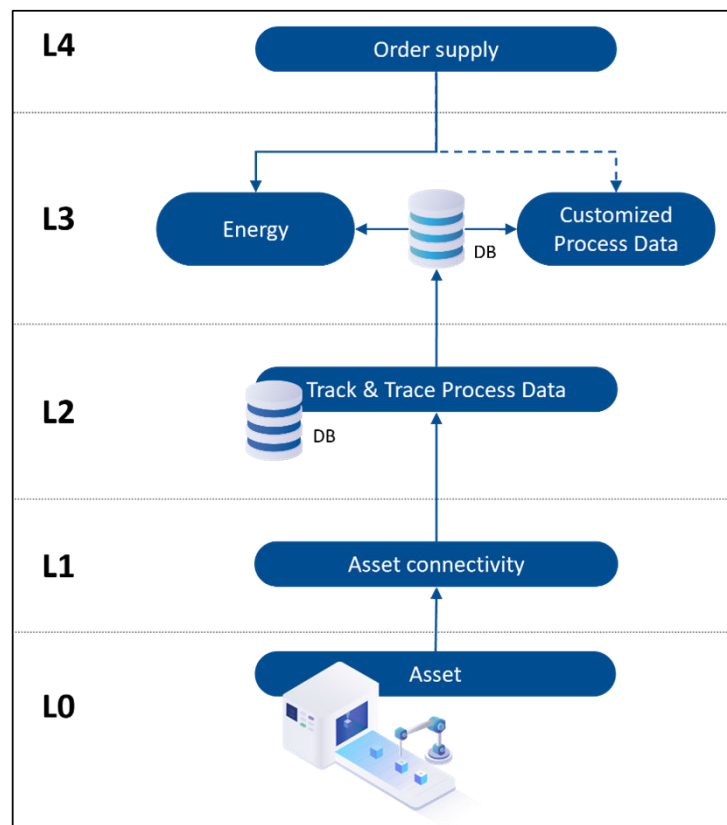 L4
Order supply
L3
Energy
DB
Customized
Process Data
L2
Track & Trace Process Data
DB
L1
Asset connectivity
L0
Asset